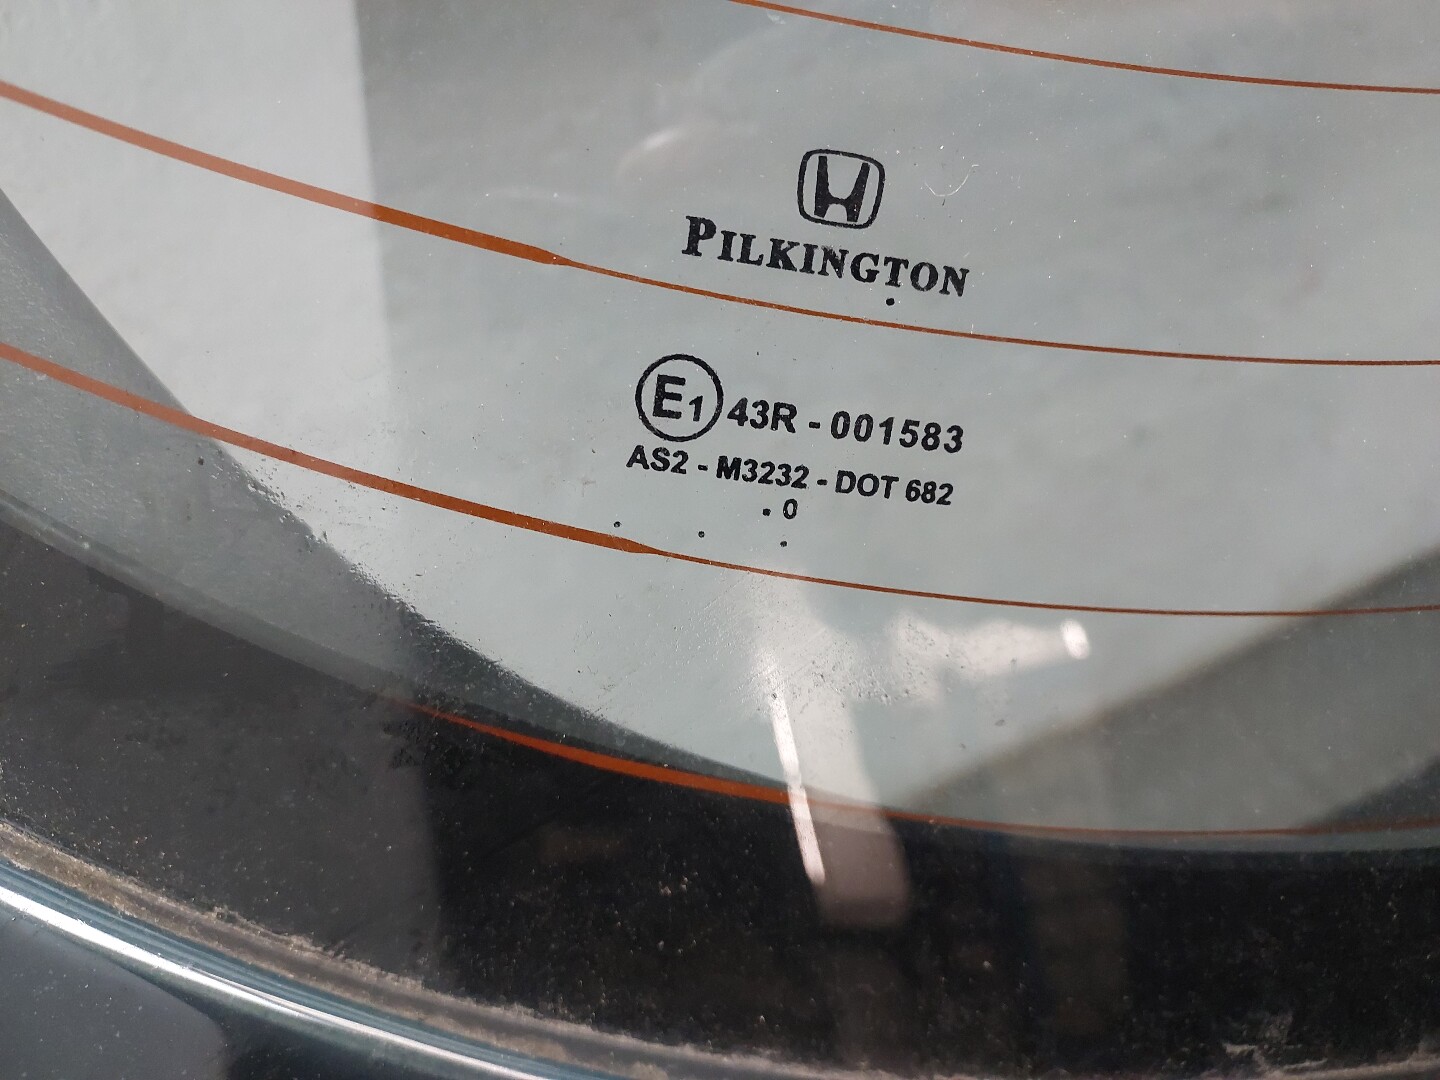 PILKINGTON
E1 43R - 001583
AS2 - M3232 - DOT 682
. 0